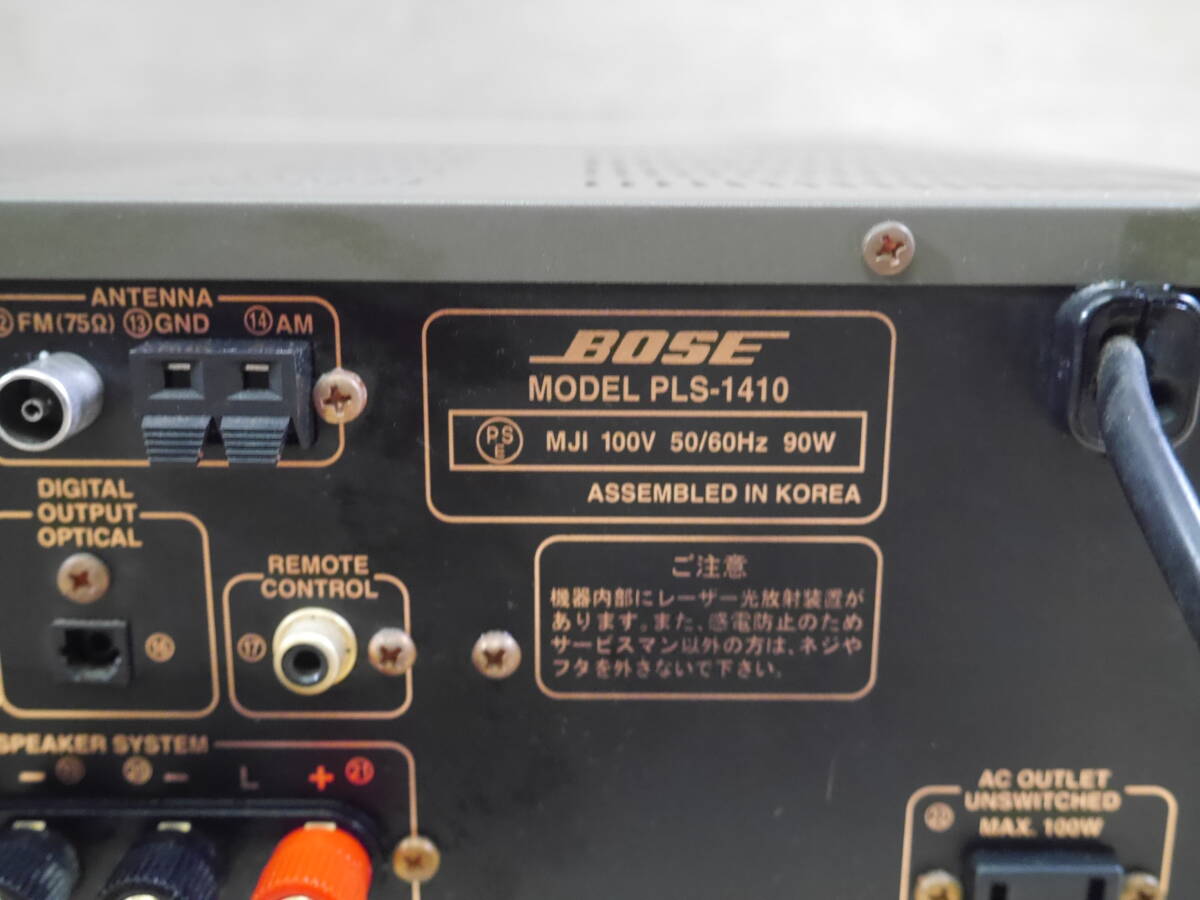 ANTENNA
⑫FM(75Ω) ⑬GND ⑭AM
BOSE
MODEL PLS-1410
PSE MJI 100V 50/60Hz 90W
ASSEMBLED IN KOREA
DIGITAL
OUTPUT
OPTICAL
⑯
REMOTE
CONTROL
⑰
ご注意
機器内部にレーザー光放射装置が
あります。また、感電防止のため
サービスマン以外の方は、ネジや
フタを外さないで下さい。
SPEAKER SYSTEM
− ⑳ − L + ㉑
AC OUTLET
UNSWITCHED
MAX. 100W
㉒